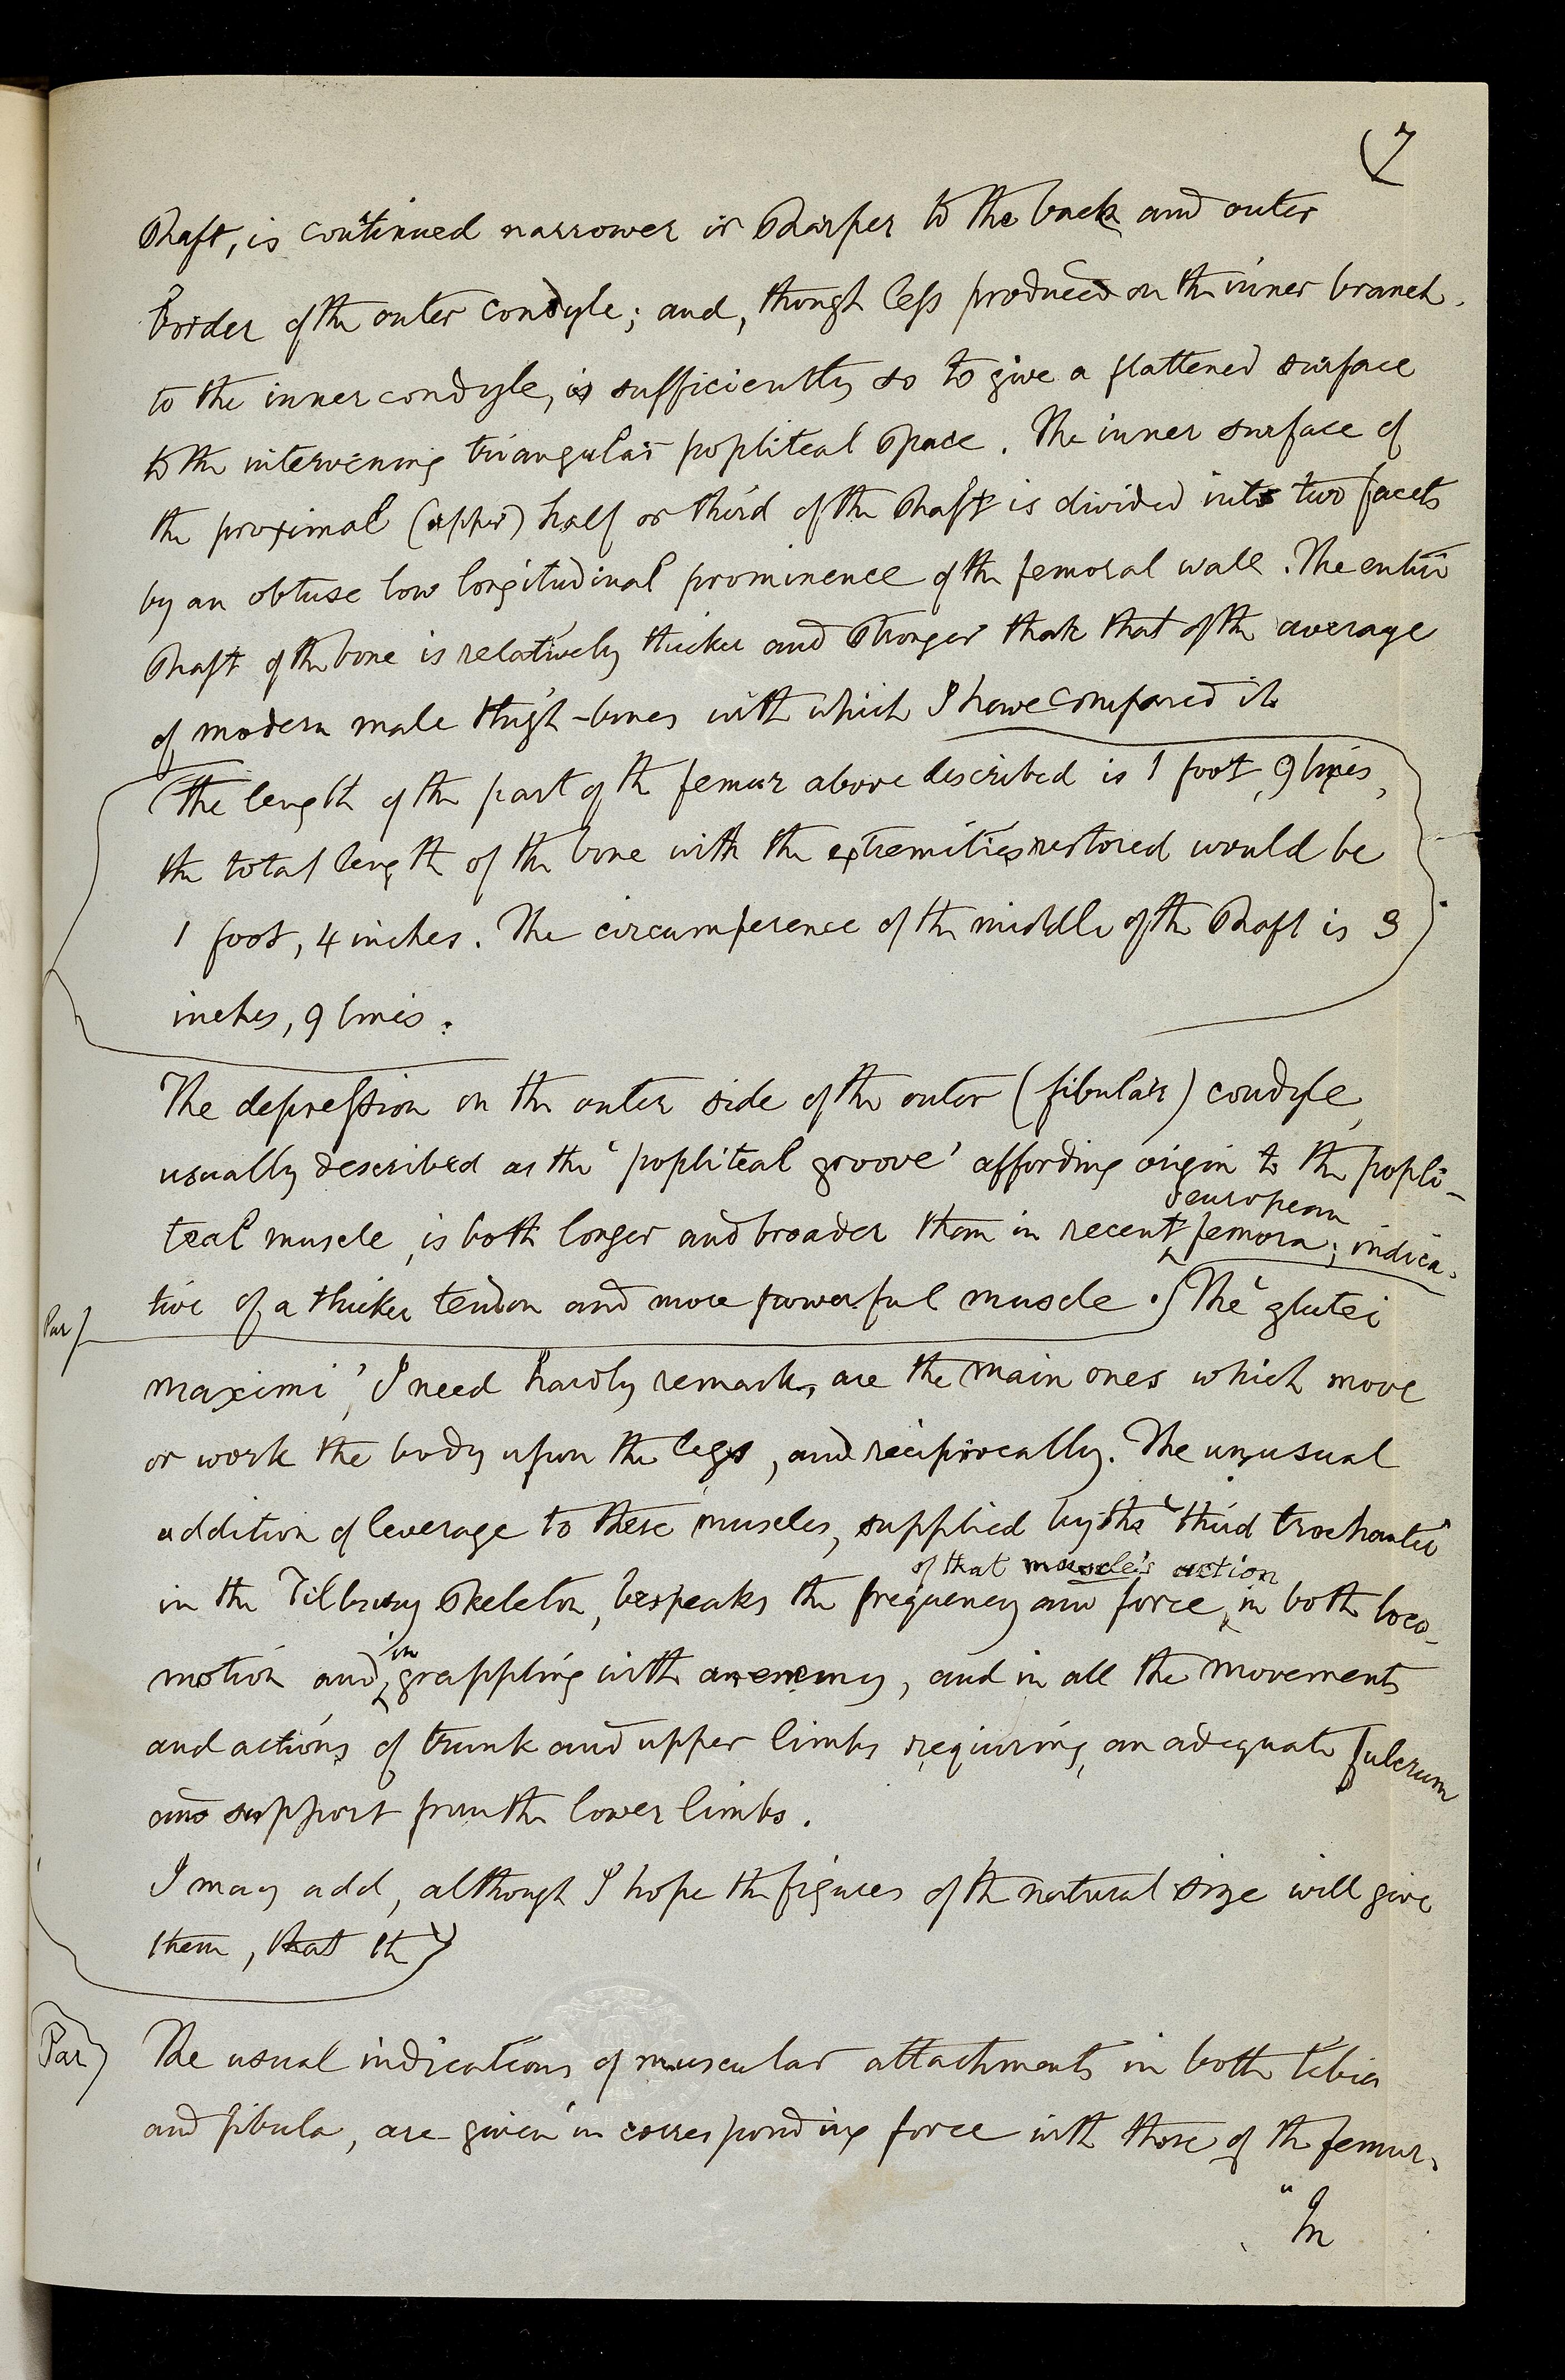 7
shaft, is continued narrower or sharper to the back and outer
border of the outer condyle; and, though less produced on the inner branch
to the inner condyle, is sufficiently so to give a flattened surface
to the intervening triangular popliteal space. The inner surface of
the proximal (upper) half or third of the shaft is divided into two facets
by an obtuse low longitudinal prominence of the femoral wall. The entire
shaft of the bone is relatively thicker and stronger than that of the average
of modern male thigh-bones with which I have compared it.
The length of the part of the femur above described is 1 foot, 9 lines,
the total length of the bone with the extremities restored would be
1 foot, 4 inches. The circumference of the middle of the shaft is 3
inches, 9 lines.
The depression on the outer side of the outer (fibular) condyle,
usually described as the 'popliteal groove' affording origin to the popli-
european
teal muscle, is both longer and broader than in recent femora; indica-
Par] tive of a thicker tendon and more powerful muscle. The 'glutei
maximi', I need hardly remark, are the main ones which move
or work the body upon the legs, and reciprocally. The unusual
addition of leverage to these muscles, supplied by the 'third trochanter'
of that muscle's action
in the Tilbury Skeleton, bespeaks the frequency and force, in both loco-
in
motion and grappling with an enemy, and in all the movements
and actions of trunk and upper limbs requiring an adequate fulcrum
and support from the lower limbs.
I may add, although I hope the figures of the natural size will give
them, that th
Par) The usual indications of muscular attachments in both tibia
and fibula, are given in corresponding force with those of the femur.
"In